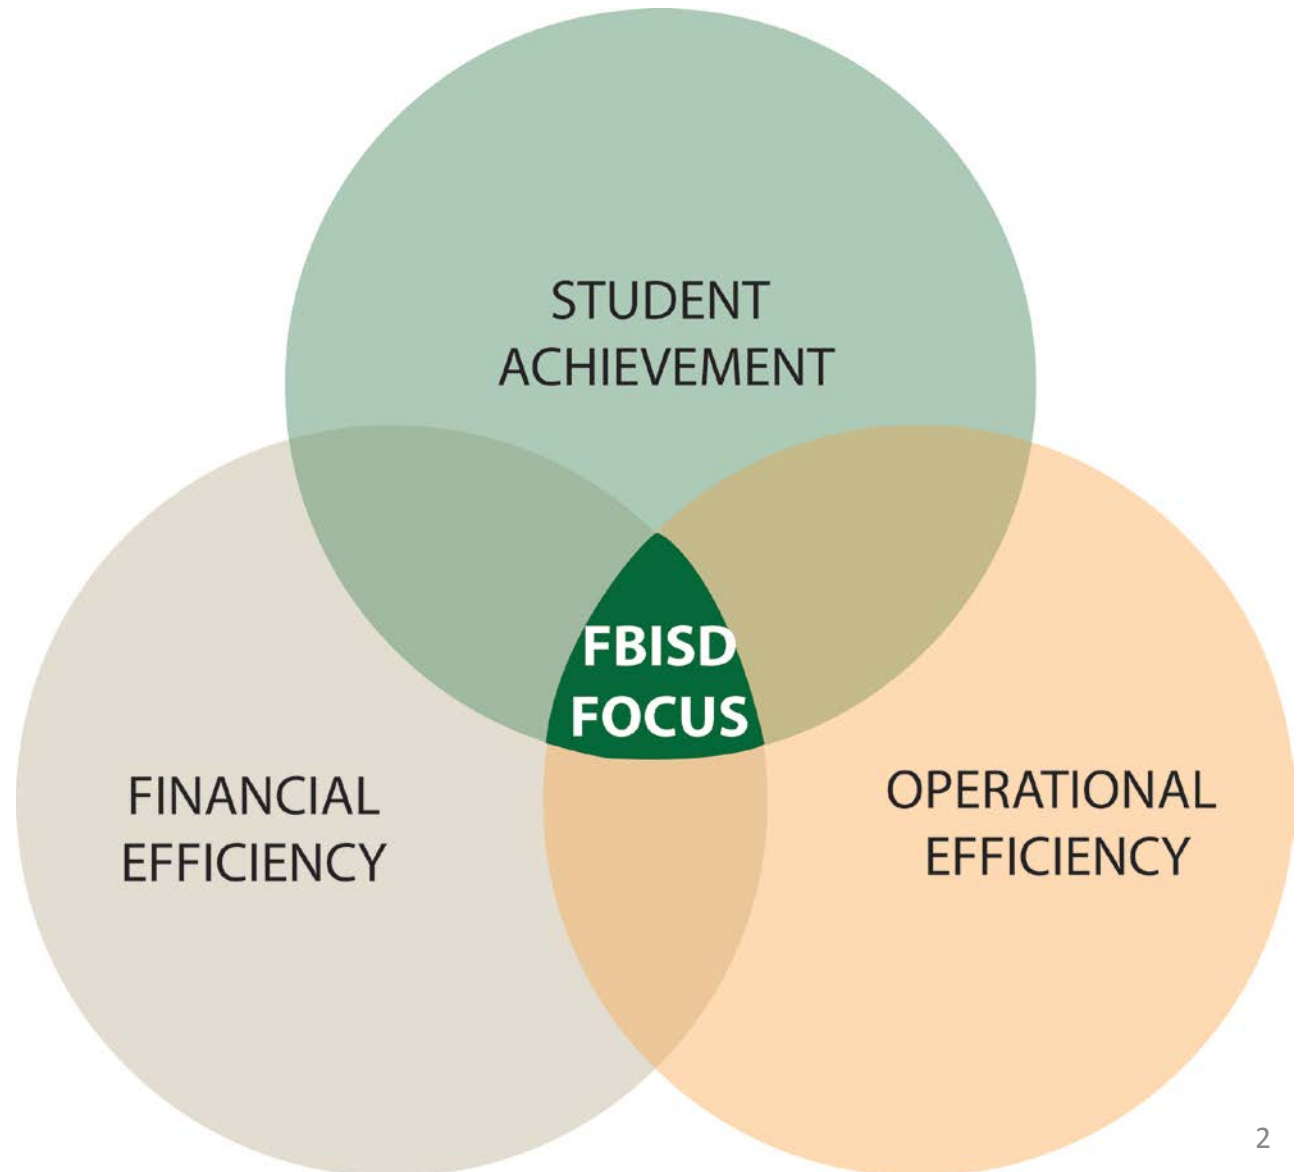 STUDENT
ACHIEVEMENT
FBISD
FOCUS
FINANCIAL
EFFICIENCY
OPERATIONAL
EFFICIENCY
2